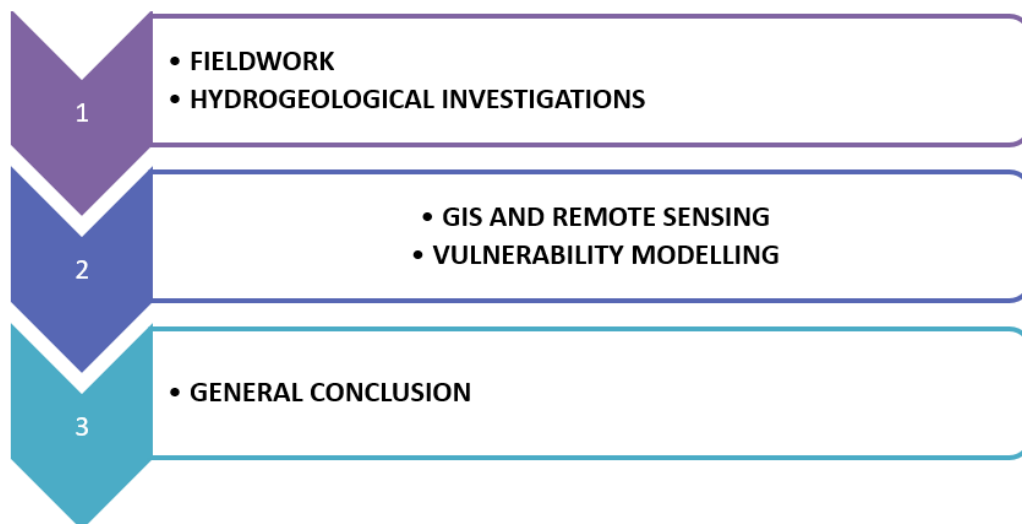 1
• FIELDWORK
• HYDROGEOLOGICAL INVESTIGATIONS
2
• GIS AND REMOTE SENSING
• VULNERABILITY MODELLING
3
• GENERAL CONCLUSION